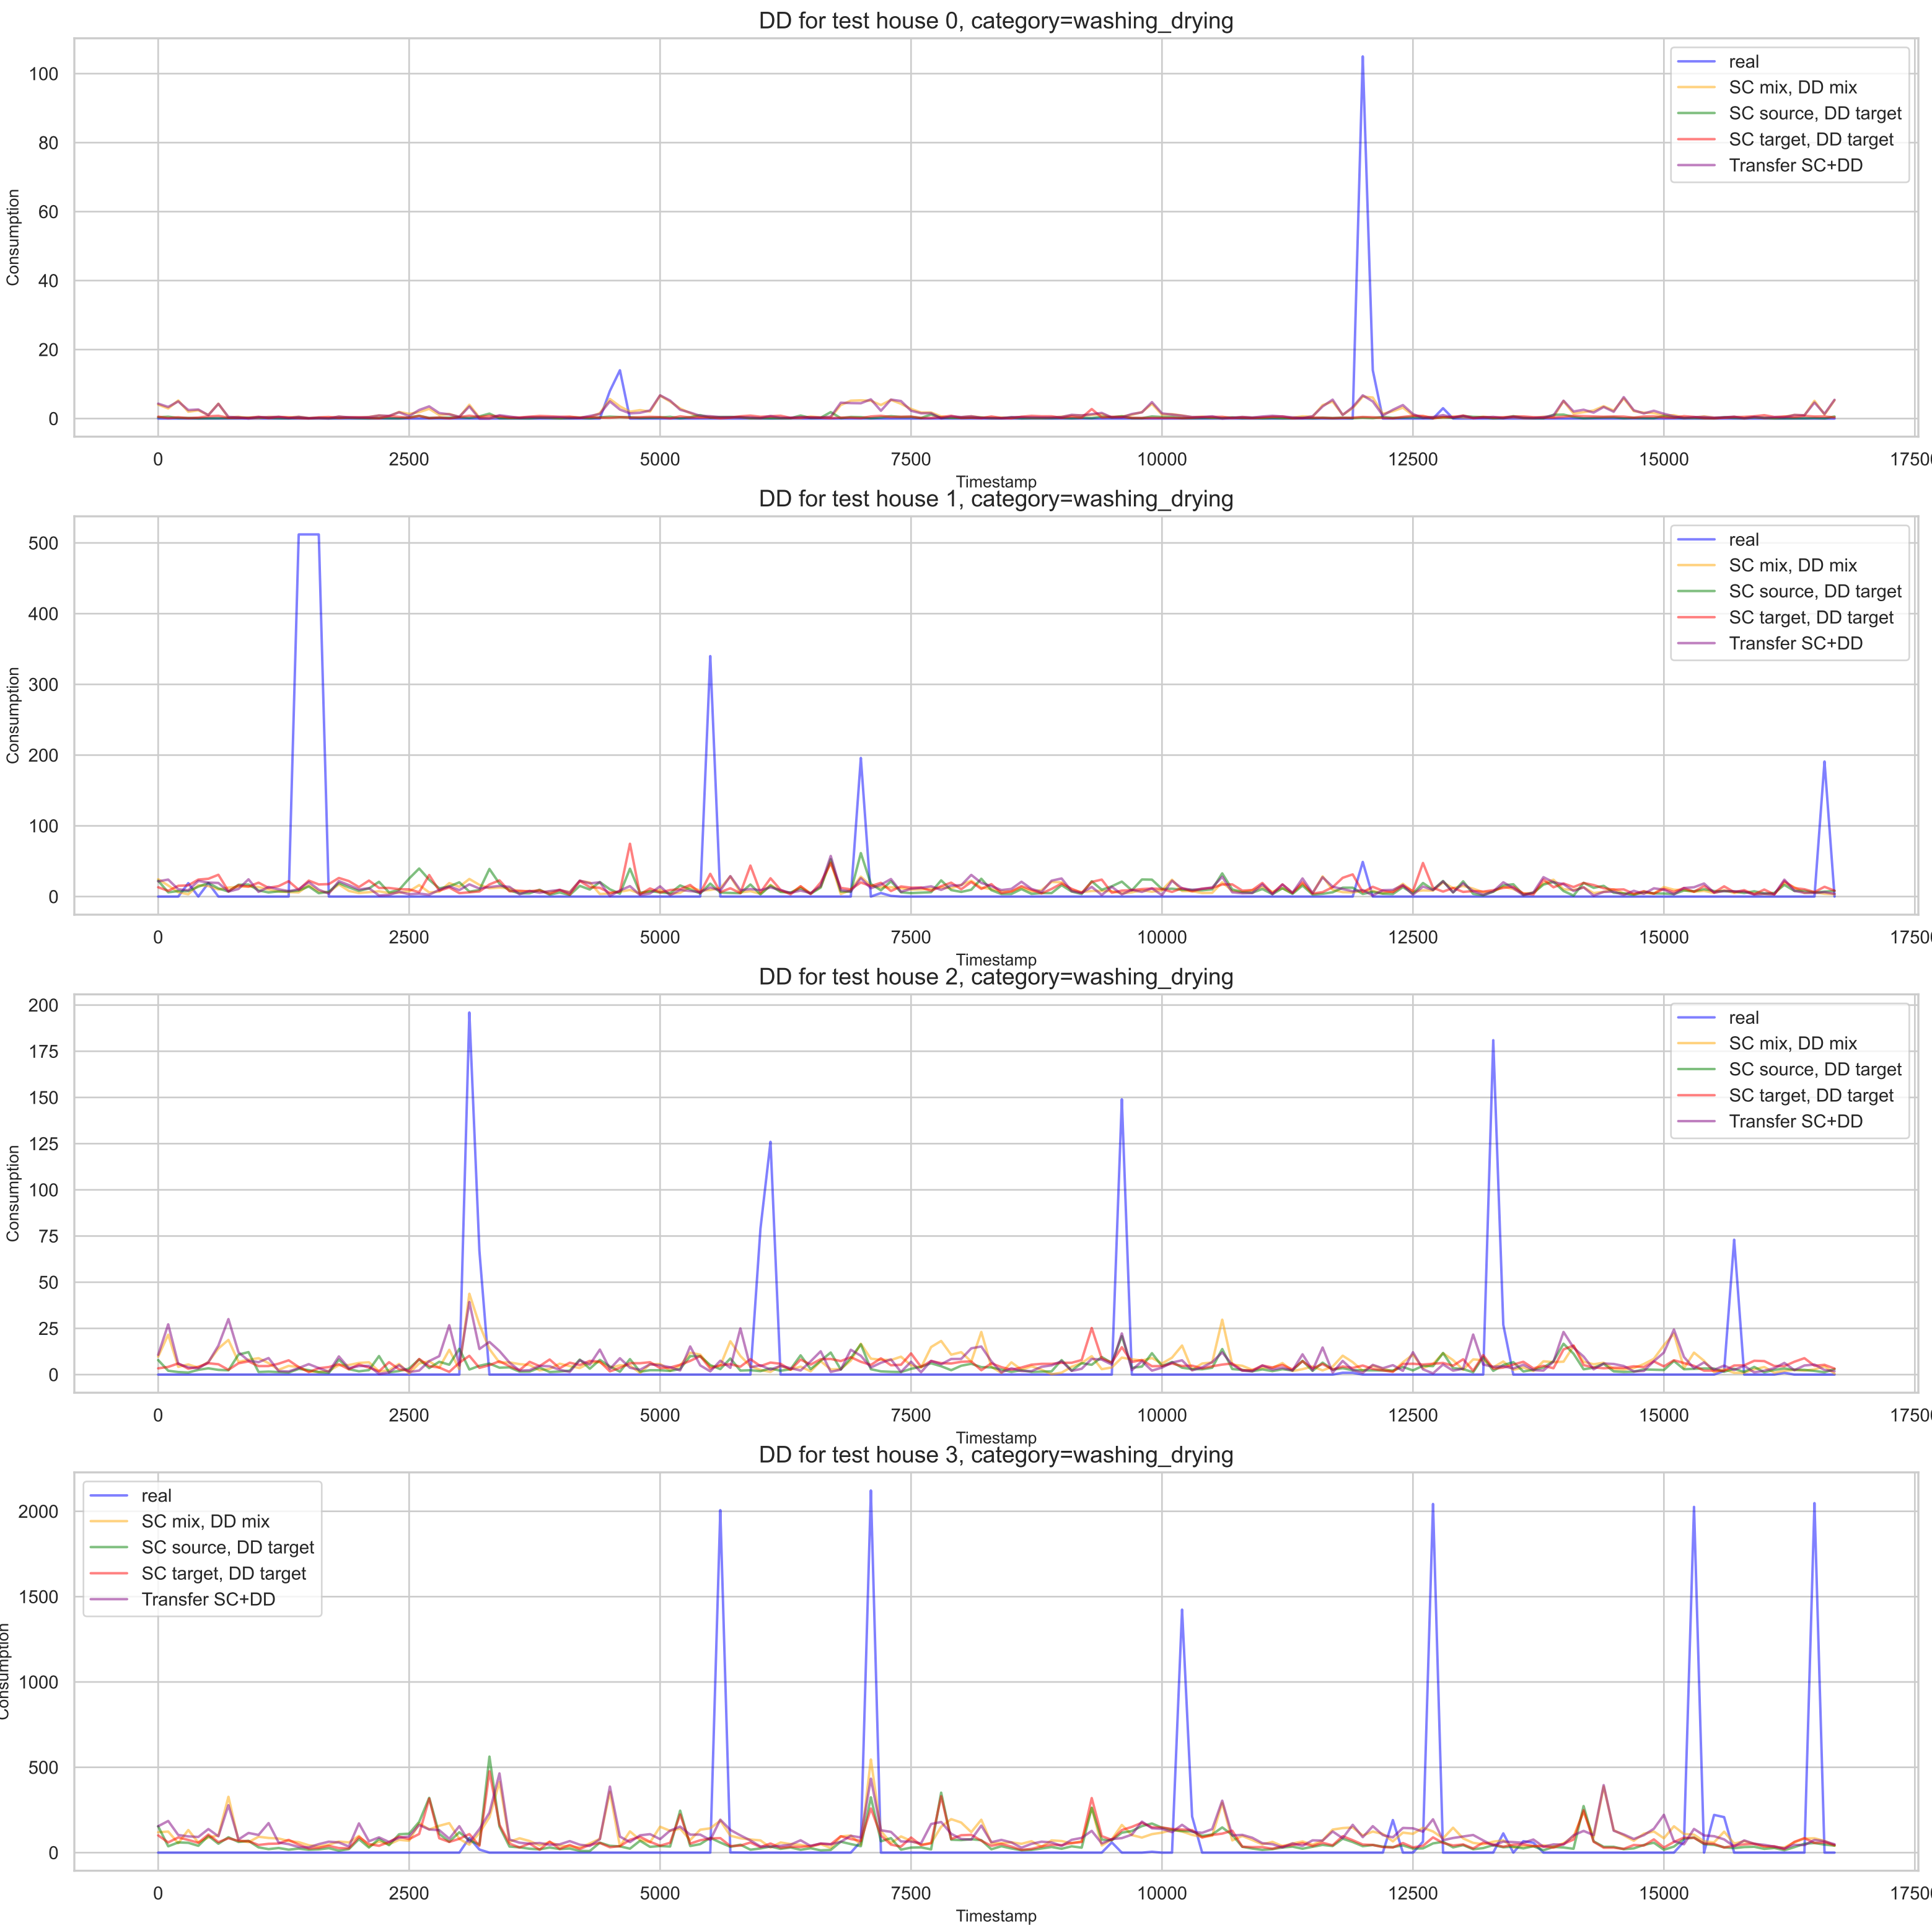 DD for test house 0, category=washing_drying
100
80
60
40
20
0
Consumption
real
SC mix, DD mix
SC source, DD target
SC target, DD target
Transfer SC+DD
0 2500 5000 7500 10000 12500 15000 1750
Timestamp
DD for test house 1, category=washing_drying
500
400
300
200
100
0
Consumption
real
SC mix, DD mix
SC source, DD target
SC target, DD target
Transfer SC+DD
0 2500 5000 7500 10000 12500 15000 1750
Timestamp
DD for test house 2, category=washing_drying
200
175
150
125
100
75
50
25
0
Consumption
real
SC mix, DD mix
SC source, DD target
SC target, DD target
Transfer SC+DD
0 2500 5000 7500 10000 12500 15000 1750
Timestamp
DD for test house 3, category=washing_drying
2000
1500
1000
500
0
Consumption
real
SC mix, DD mix
SC source, DD target
SC target, DD target
Transfer SC+DD
0 2500 5000 7500 10000 12500 15000 1750
Timestamp